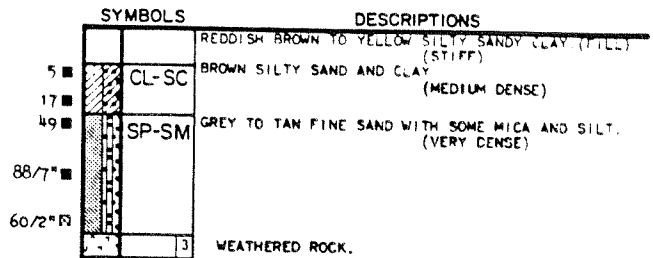 SYMBOLS DESCRIPTIONS
REDDISH BROWN TO YELLOW SILTY SANDY CLAY. (FILL)
(STIFF)
5 CL-SC BROWN SILTY SAND AND CLAY
(MEDIUM DENSE)
17
49 SP-SM GREY TO TAN FINE SAND WITH SOME MICA AND SILT.
(VERY DENSE)
88/7"
60/2"
3 WEATHERED ROCK.